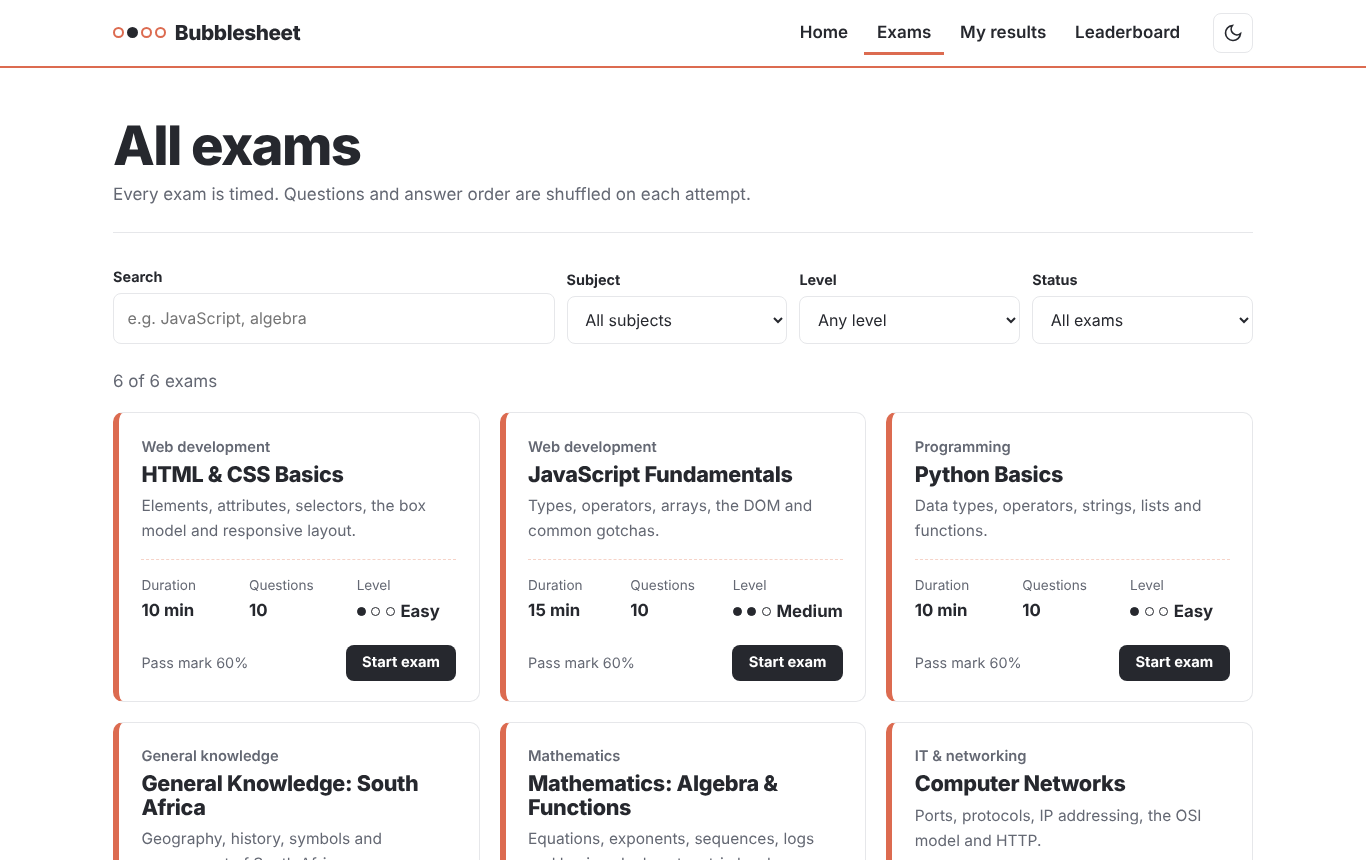 Bubblesheet
Home Exams My results Leaderboard
All exams
Every exam is timed. Questions and answer order are shuffled on each attempt.
Search
Subject
Level
Status
e.g. JavaScript, algebra
All subjects
Any level
All exams
6 of 6 exams
Web development
HTML & CSS Basics
Elements, attributes, selectors, the box
model and responsive layout.
Duration Questions Level
10 min 10 Easy
Pass mark 60% Start exam
Web development
JavaScript Fundamentals
Types, operators, arrays, the DOM and
common gotchas.
Duration Questions Level
15 min 10 Medium
Pass mark 60% Start exam
Programming
Python Basics
Data types, operators, strings, lists and
functions.
Duration Questions Level
10 min 10 Easy
Pass mark 60% Start exam
General knowledge
General Knowledge: South
Africa
Geography, history, symbols and
Mathematics
Mathematics: Algebra &
Functions
Equations, exponents, sequences, logs
IT & networking
Computer Networks
Ports, protocols, IP addressing, the OSI
model and HTTP.